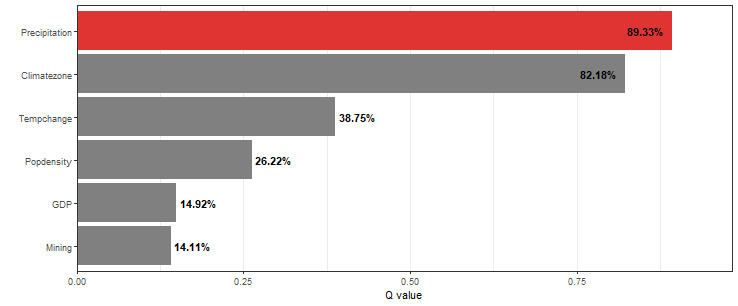 Precipitation 89.33%
Climatezone 82.18%
Tempchange 38.75%
Popdensity 26.22%
GDP 14.92%
Mining 14.11%
0.00 0.25 0.50 0.75
Q value